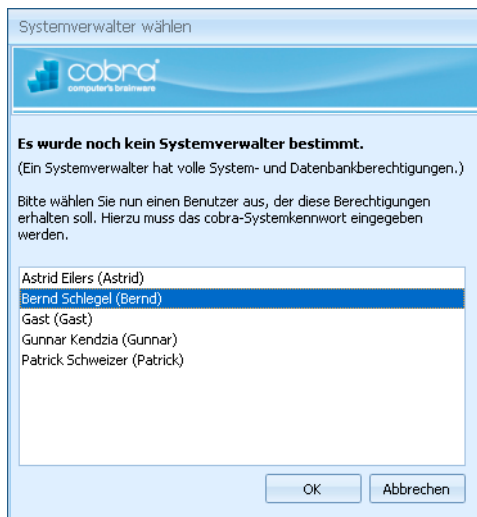 Systemverwalter wählen
cobra
computer's brainware
Es wurde noch kein Systemverwalter bestimmt.
(Ein Systemverwalter hat volle System- und Datenbankberechtigungen.)
Bitte wählen Sie nun einen Benutzer aus, der diese Berechtigungen
erhalten soll. Hierzu muss das cobra-Systemkennwort eingegeben
werden.
Astrid Eilers (Astrid)
Bernd Schlegel (Bernd)
Gast (Gast)
Gunnar Kendzia (Gunnar)
Patrick Schweizer (Patrick)
OK Abbrechen